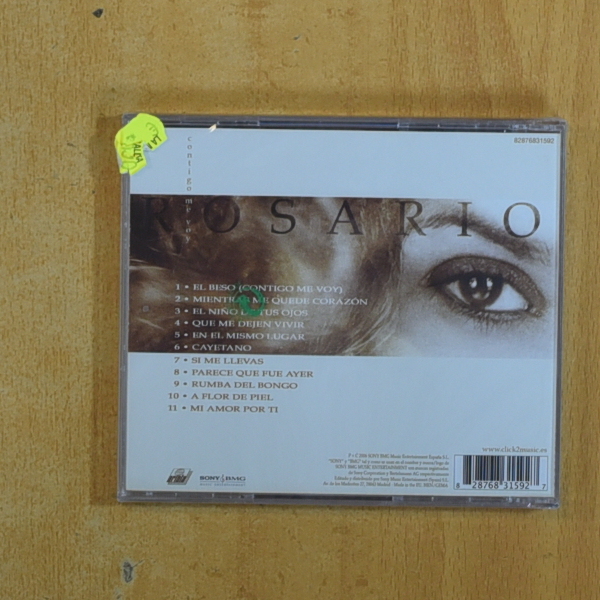 82876831592
contigo me voy
ROSARIO
1 • EL BESO (CONTIGO ME VOY)
2 • MIENTRAS ME QUEDE CORAZÓN
3 • EL NIÑO DE TUS OJOS
4 • QUE ME DEJEN VIVIR
5 • EN EL MISMO LUGAR
6 • CAYETANO
7 • SI ME LLEVAS
8 • PARECE QUE FUE AYER
9 • RUMBA DEL BONGO
10 • A FLOR DE PIEL
11 • MI AMOR POR TI
www.click2music.es
SONY BMG
MUSIC ENTERTAINMENT
8 28768 31592 7